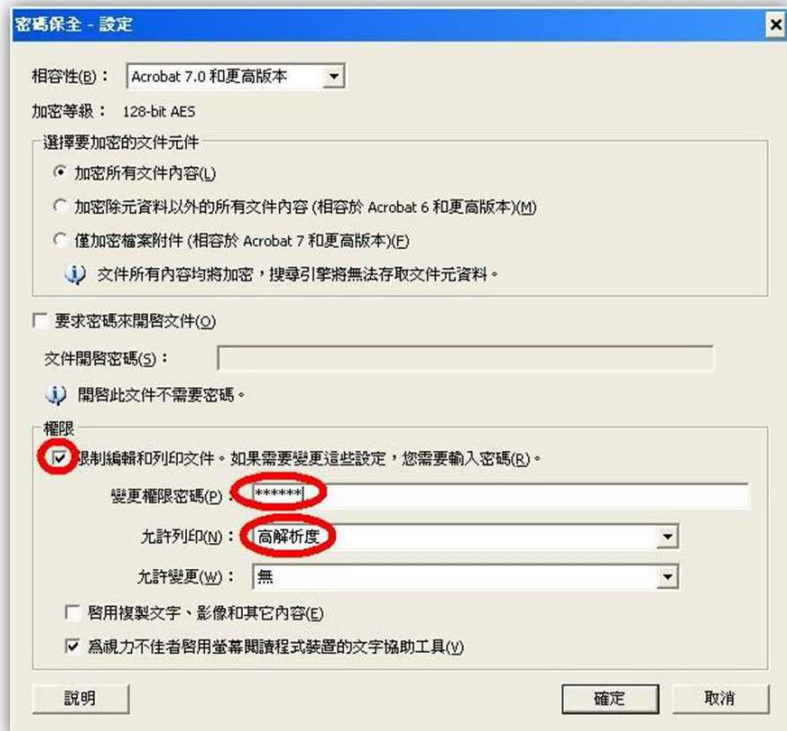 密碼保全 - 設定
相容性(B)： Acrobat 7.0 和更高版本
加密等級： 128-bit AES
選擇要加密的文件元件
加密所有文件內容(L)
加密除元資料以外的所有文件內容 (相容於 Acrobat 6 和更高版本)(M)
僅加密檔案附件 (相容於 Acrobat 7 和更高版本)(F)
文件所有內容均將加密，搜尋引擎將無法存取文件元資料。
要求密碼來開啓文件(O)
文件開啓密碼(S)：
開啓此文件不需要密碼。
權限
限制編輯和列印文件。如果需要變更這些設定，您需要輸入密碼(R)。
變更權限密碼(P)： ******
允許列印(N)： 高解析度
允許變更(W)： 無
啓用複製文字、影像和其它內容(E)
爲視力不佳者啓用螢幕閱讀程式裝置的文字協助工具(V)
說明 確定 取消